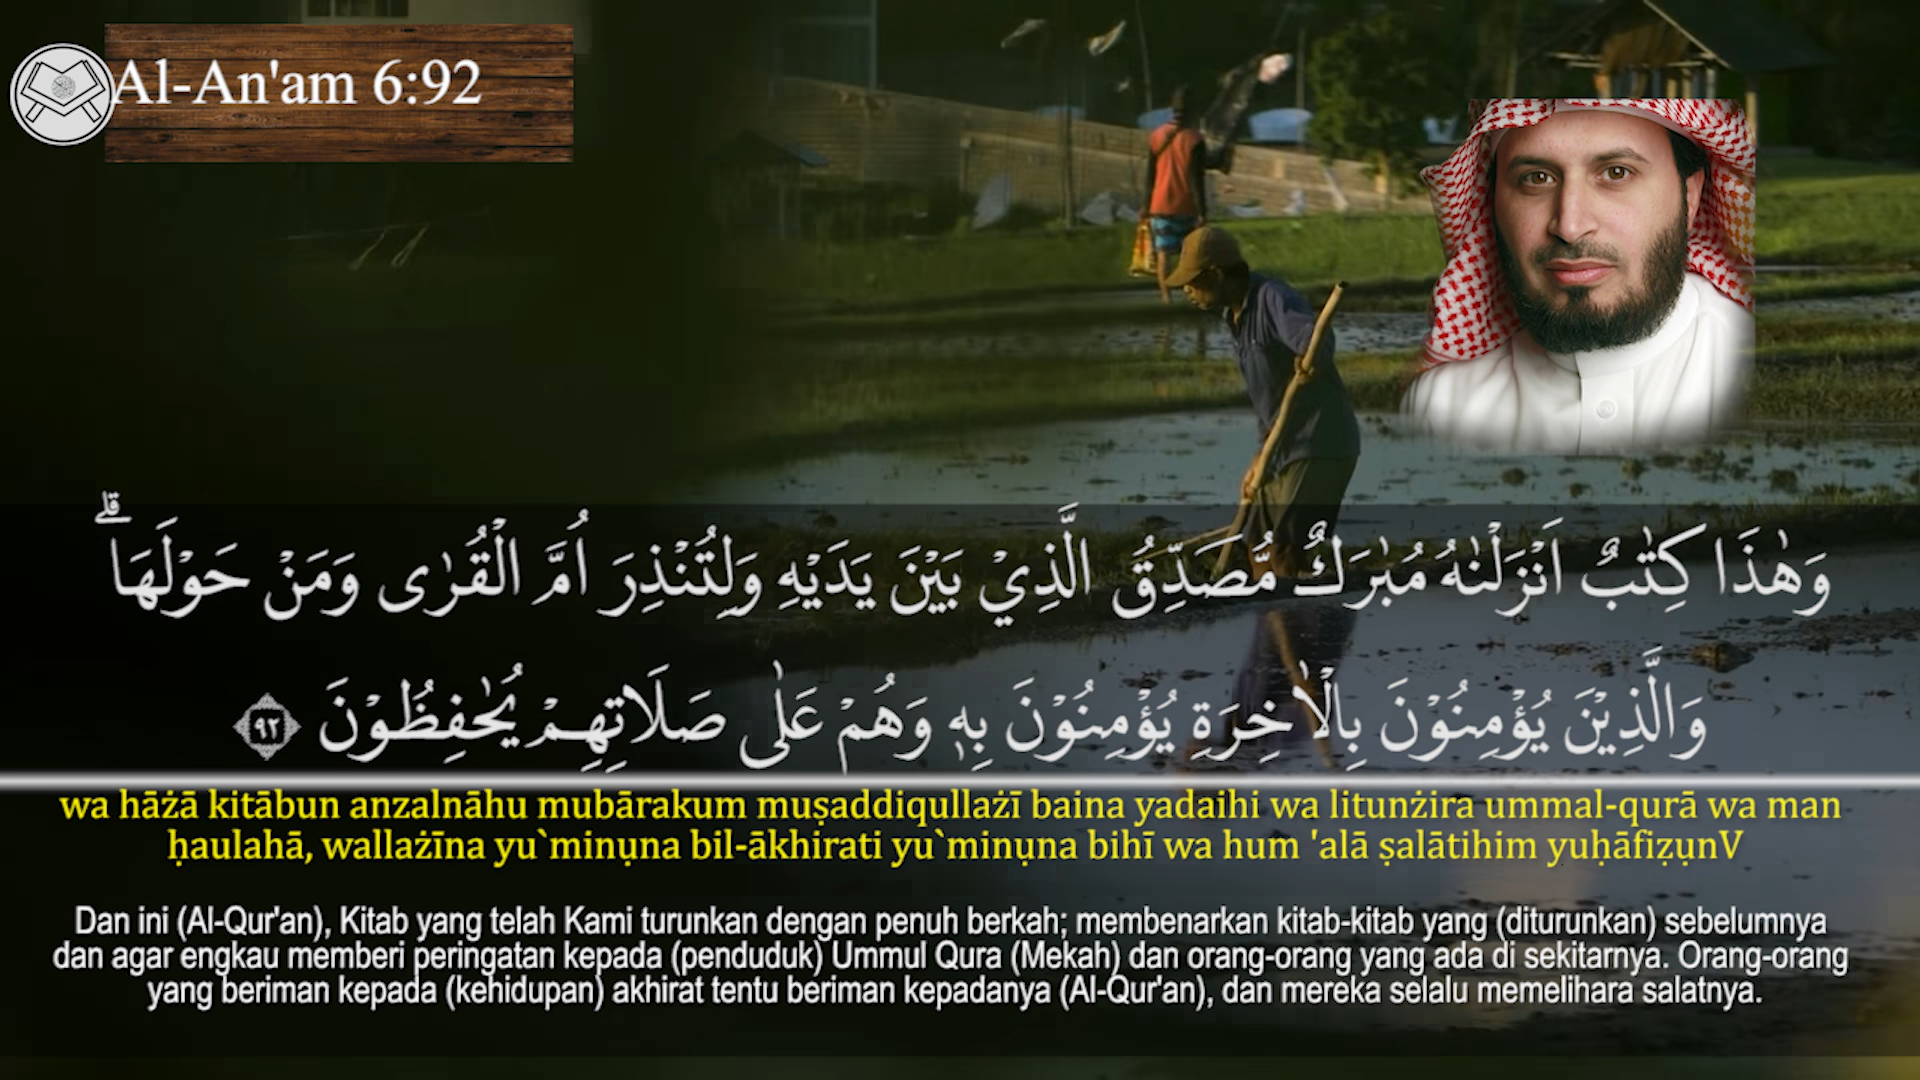 Al-An'am 6:92
وَهٰذَا كِتٰبٌ اَنْزَلْنٰهُ مُبٰرَكٌ مُّصَدِّقُ الَّذِيْ بَيْنَ يَدَيْهِ وَلِتُنْذِرَ اُمَّ الْقُرٰى وَمَنْ حَوْلَهَاۗ
وَالَّذِيْنَ يُؤْمِنُوْنَ بِالْاٰخِرَةِ يُؤْمِنُوْنَ بِهٖ وَهُمْ عَلٰى صَلَاتِهِمْ يُحٰفِظُوْنَ ٩٢
wa hāżā kitābun anzalnāhu mubārakum muṣaddiqullażī baina yadaihi wa litunżira ummal-qurā wa man
ḥaulahā, wallażīna yu`minụna bil-ākhirati yu`minụna bihī wa hum 'alā ṣalātihim yuḥāfiẓụnV
Dan ini (Al-Qur'an), Kitab yang telah Kami turunkan dengan penuh berkah; membenarkan kitab-kitab yang (diturunkan) sebelumnya
dan agar engkau memberi peringatan kepada (penduduk) Ummul Qura (Mekah) dan orang-orang yang ada di sekitarnya. Orang-orang
yang beriman kepada (kehidupan) akhirat tentu beriman kepadanya (Al-Qur'an), dan mereka selalu memelihara salatnya.